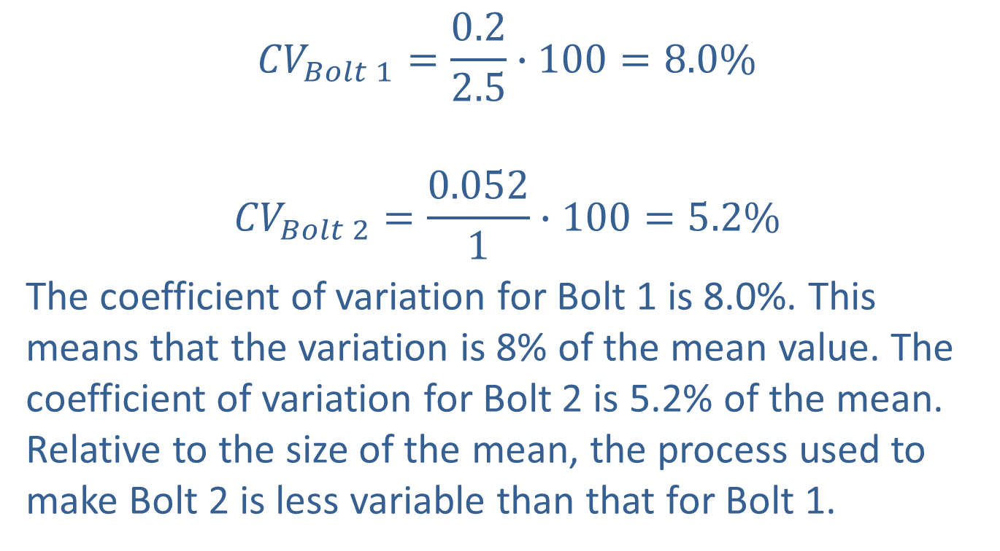 CV_{Bolt 1} = \frac{0.2}{2.5} · 100 = 8.0%
CV_{Bolt 2} = \frac{0.052}{1} · 100 = 5.2%
The coefficient of variation for Bolt 1 is 8.0%. This
means that the variation is 8% of the mean value. The
coefficient of variation for Bolt 2 is 5.2% of the mean.
Relative to the size of the mean, the process used to
make Bolt 2 is less variable than that for Bolt 1.